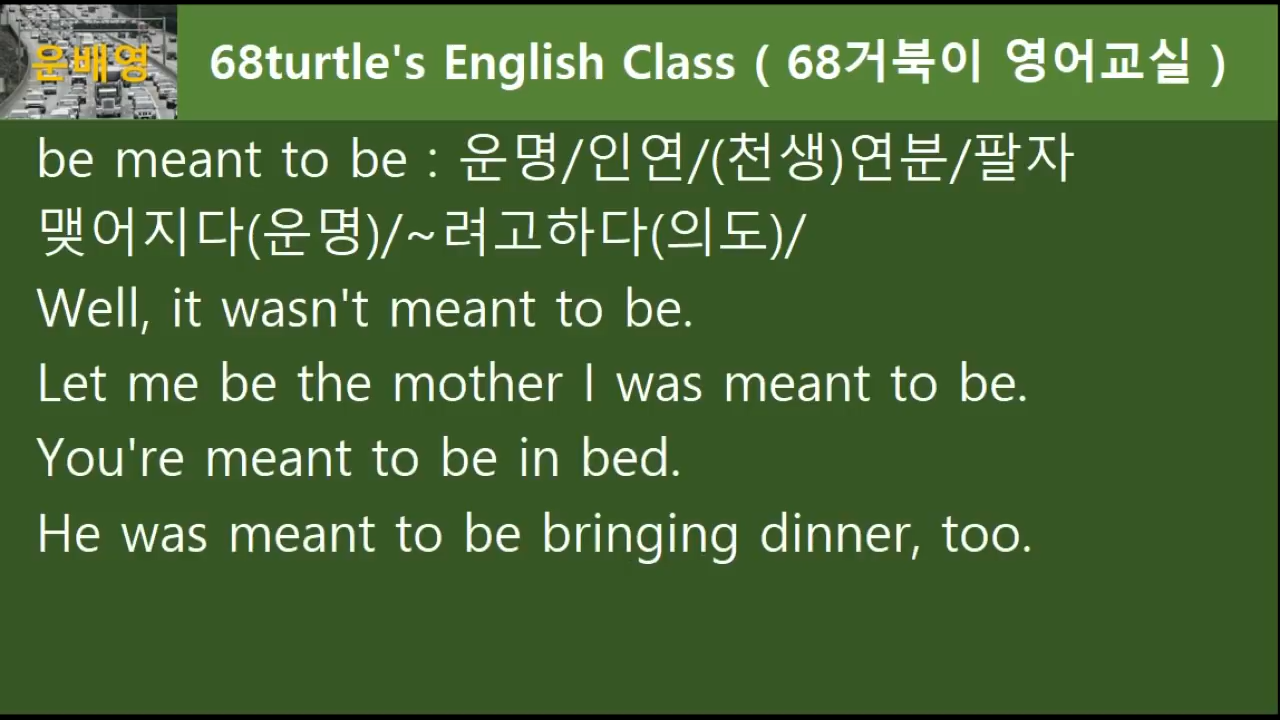 운배영
68turtle's English Class ( 68거북이 영어교실 )
be meant to be : 운명/인연/(천생)연분/팔자
맺어지다(운명)/~려고하다(의도)/
Well, it wasn't meant to be.
Let me be the mother I was meant to be.
You're meant to be in bed.
He was meant to be bringing dinner, too.